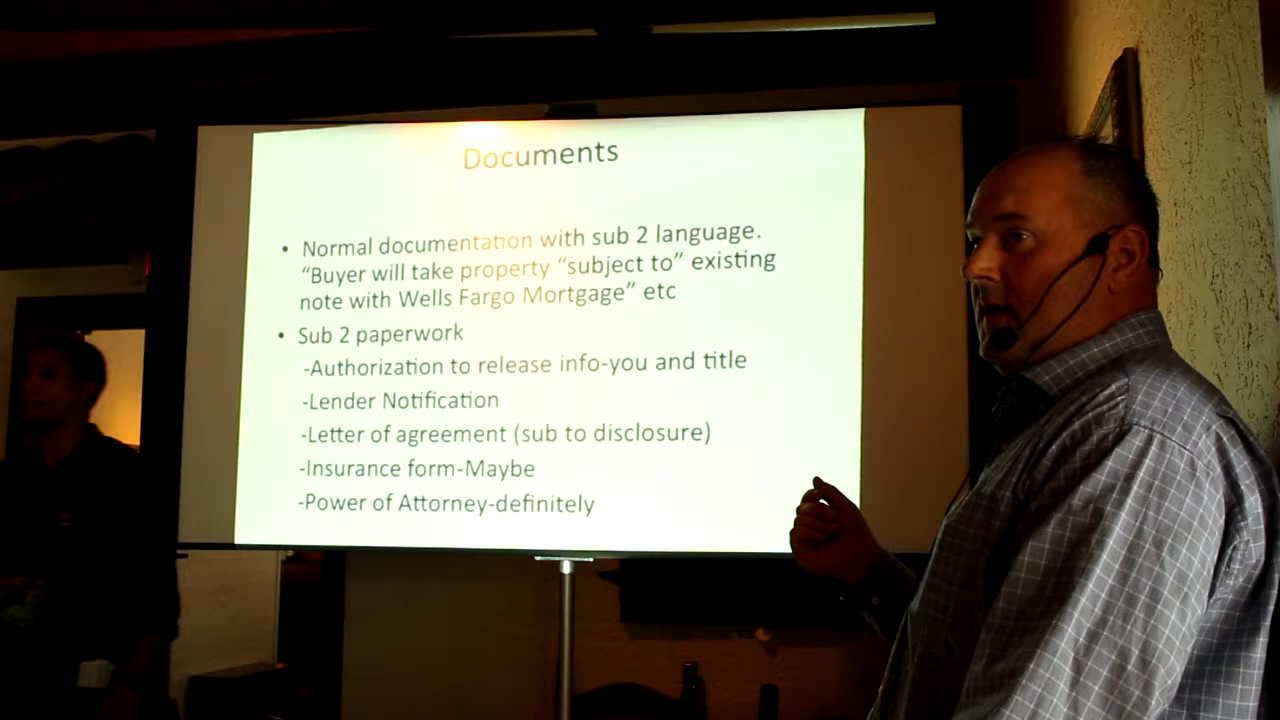 Documents
• Normal documentation with sub 2 language.
“Buyer will take property “subject to” existing
note with Wells Fargo Mortgage” etc
• Sub 2 paperwork
-Authorization to release info-you and title
-Lender Notification
-Letter of agreement (sub to disclosure)
-Insurance form-Maybe
-Power of Attorney-definitely